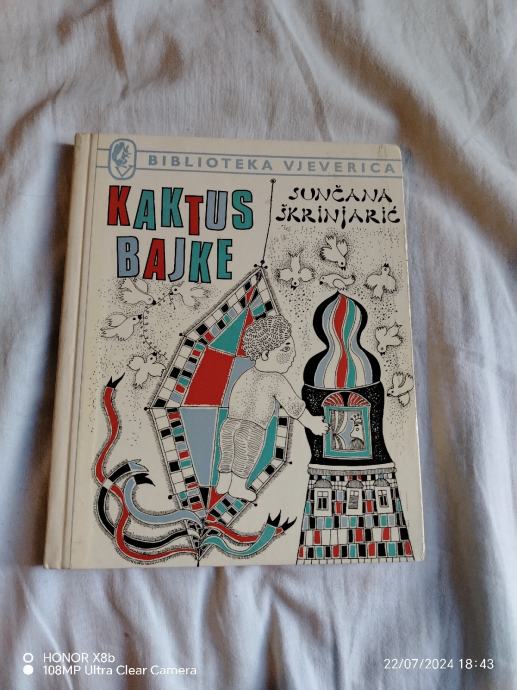 BIBLIOTEKA VJEVERICA
KAKTUS
BAJKE
SUNČANA
ŠKRINJARIĆ
HONOR X8b
108MP Ultra Clear Camera
22/07/2024 18:43